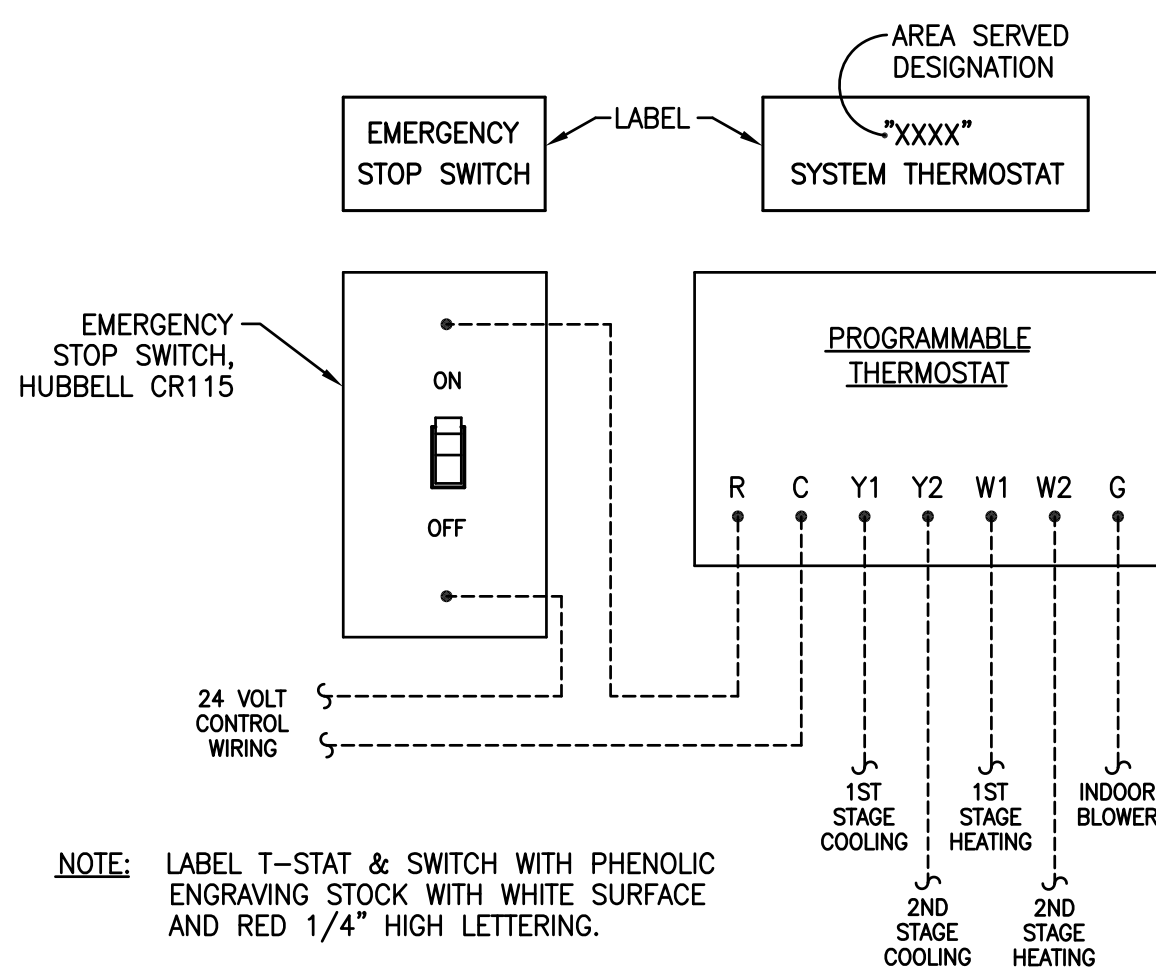 AREA SERVED
DESIGNATION
EMERGENCY
STOP SWITCH
LABEL
"XXXX"
SYSTEM THERMOSTAT
EMERGENCY
STOP SWITCH,
HUBBELL CR115
ON
OFF
PROGRAMMABLE
THERMOSTAT
R C Y1 Y2 W1 W2 G
24 VOLT
CONTROL
WIRING
1ST
STAGE
COOLING
2ND
STAGE
COOLING
1ST
STAGE
HEATING
2ND
STAGE
HEATING
INDOOR
BLOWER
NOTE: LABEL T-STAT & SWITCH WITH PHENOLIC
ENGRAVING STOCK WITH WHITE SURFACE
AND RED 1/4" HIGH LETTERING.